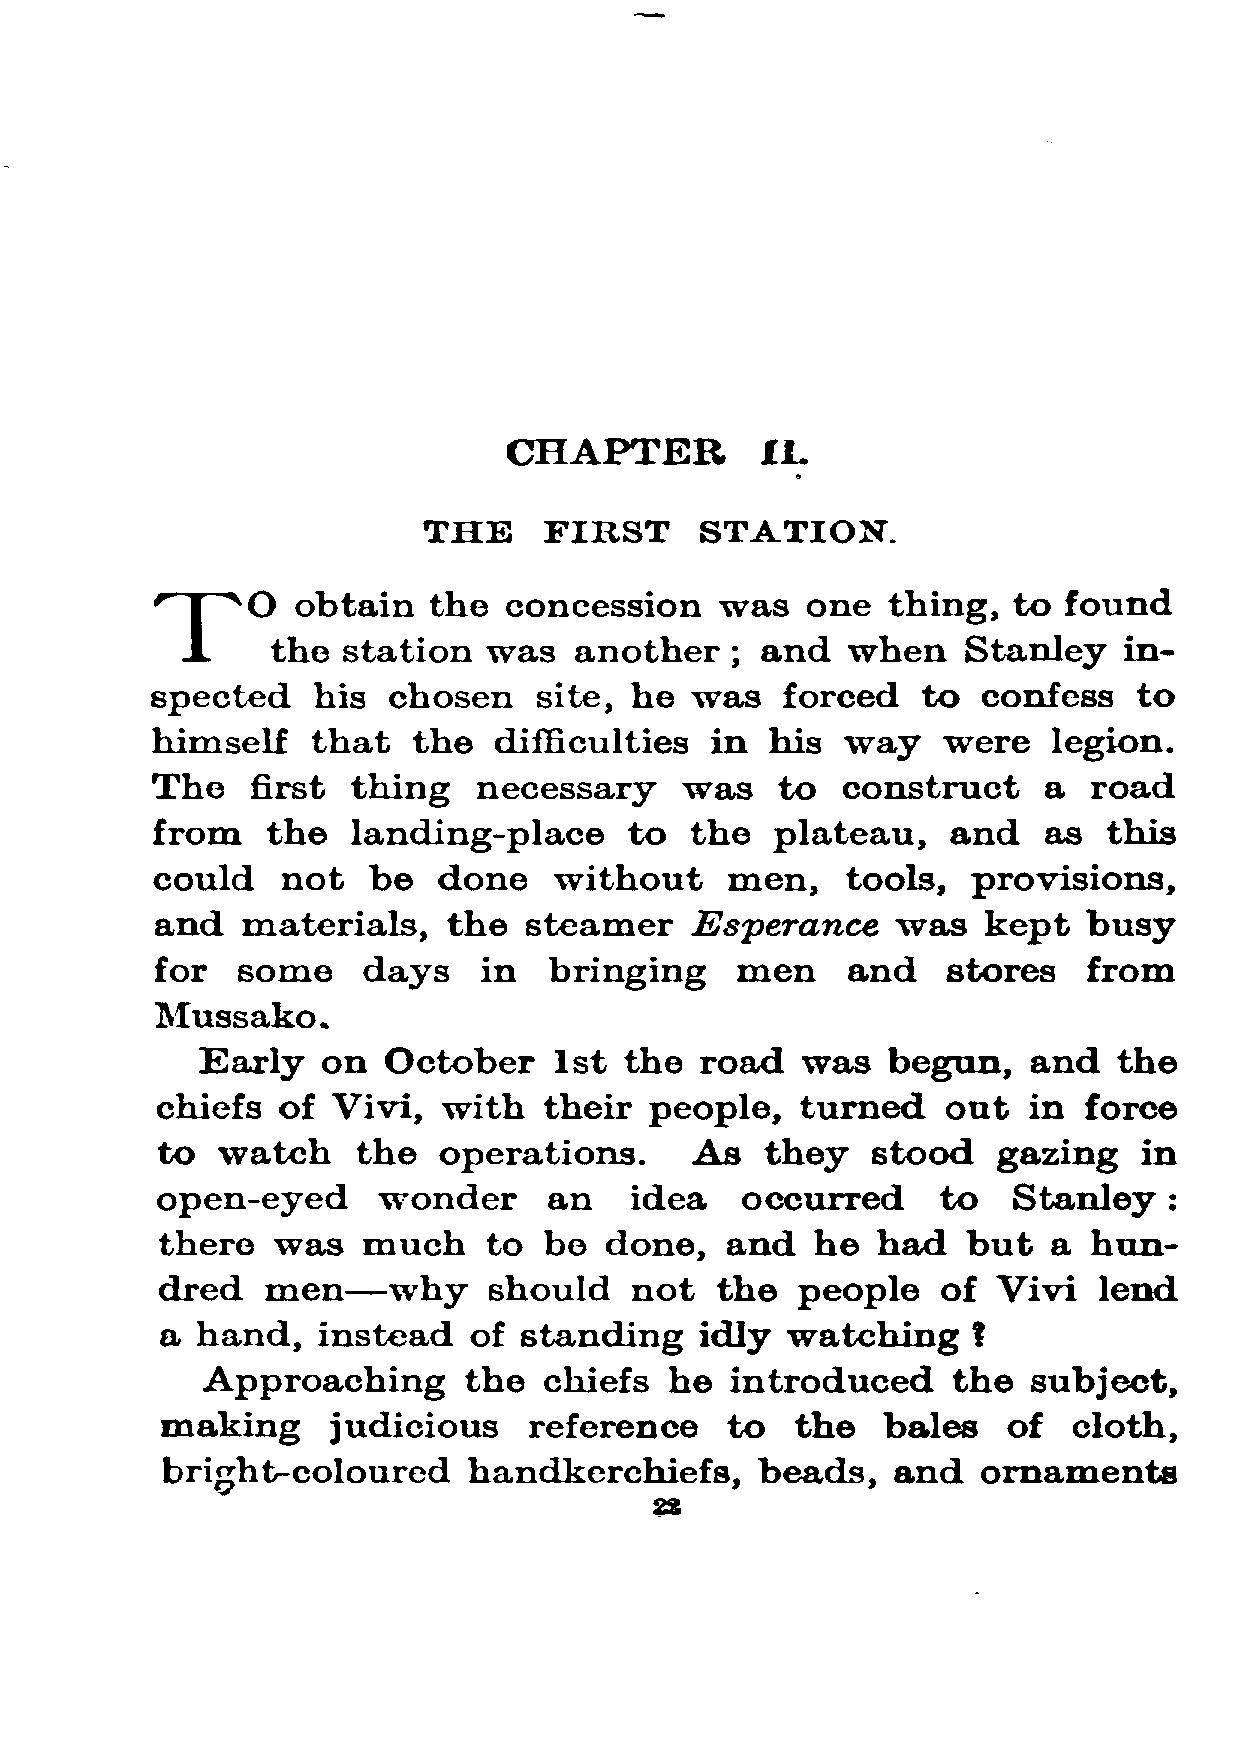 CHAPTER II.
THE FIRST STATION.
TO obtain the concession was one thing, to found
the station was another ; and when Stanley in-
spected his chosen site, he was forced to confess to
himself that the difficulties in his way were legion.
The first thing necessary was to construct a road
from the landing-place to the plateau, and as this
could not be done without men, tools, provisions,
and materials, the steamer Esperance was kept busy
for some days in bringing men and stores from
Mussako.
Early on October 1st the road was begun, and the
chiefs of Vivi, with their people, turned out in force
to watch the operations. As they stood gazing in
open-eyed wonder an idea occurred to Stanley :
there was much to be done, and he had but a hun-
dred men—why should not the people of Vivi lend
a hand, instead of standing idly watching ?
Approaching the chiefs he introduced the subject,
making judicious reference to the bales of cloth,
bright-coloured handkerchiefs, beads, and ornaments
22